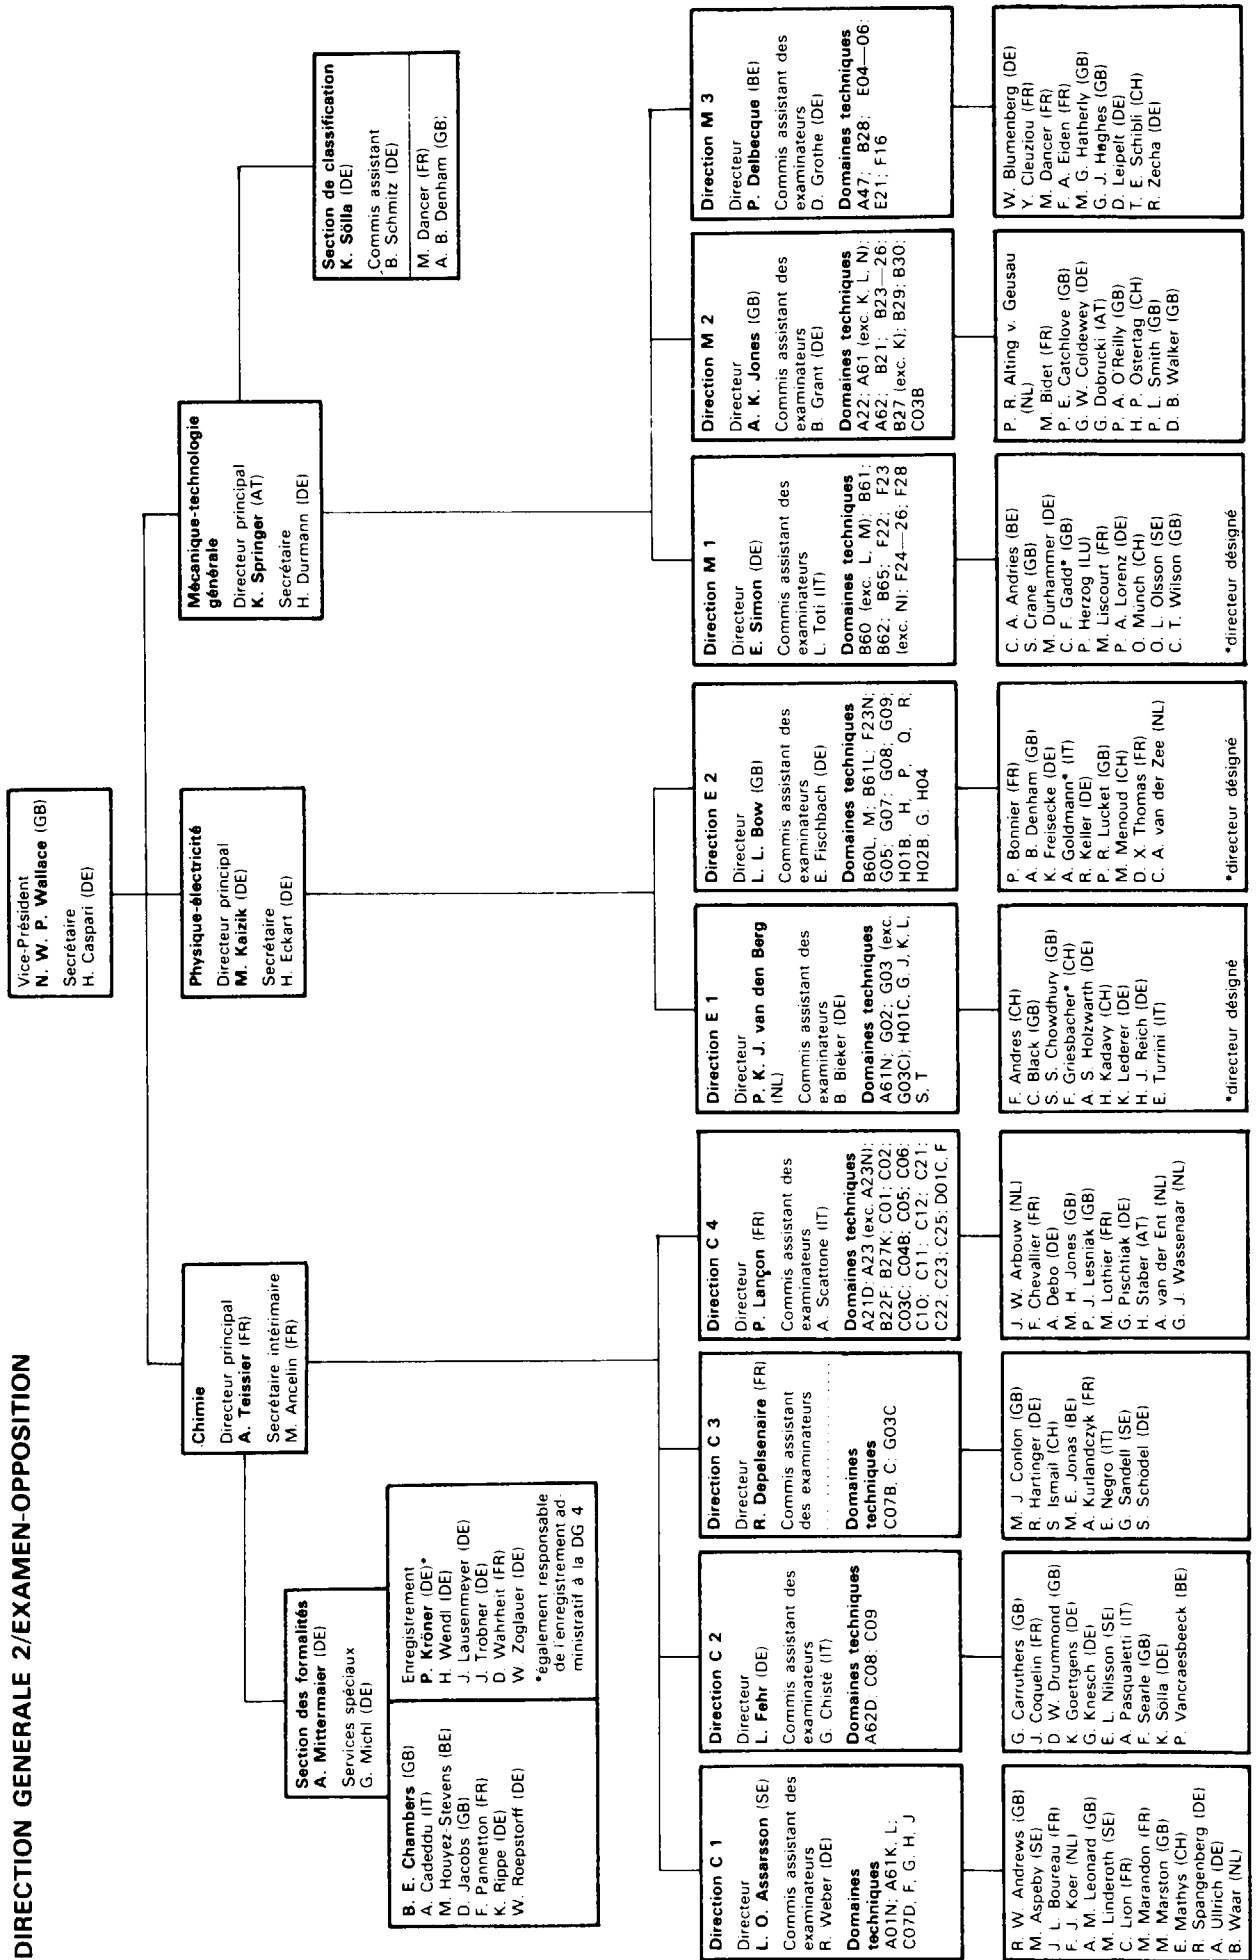 DIRECTION GENERALE 2/EXAMEN-OPPOSITION
Vice-Président
N. W. P. Wallace (GB)
Secrétaire
H. Caspari (DE)
Chimie
Directeur principal
A. Teissier (FR)
Secrétaire intérimaire
M. Ancelin (FR)
Physique-électricité
Directeur principal
M. Kaizik (DE)
Secrétaire
H. Eckart (DE)
Mécanique-technologie
générale
Directeur principal
K. Springer (AT)
Secrétaire
H. Durmann (DE)
Section des formalités
A. Mittermaier (DE)
Services spéciaux
G. Michl (DE)
B. E. Chambers (GB)
A. Cadeddu (IT)
M. Houyez-Stevens (BE)
D. Jacobs (GB)
F. Pannetton (FR)
K. Rippe (DE)
W. Roepstorff (DE)
Enregistrement
P. Kröner (DE)*
H. Wendl (DE)
J. Lausenmeyer (DE)
J. Trobner (DE)
D. Wahrheit (FR)
W. Zoglauer (DE)
*également responsable
de l'enregistrement ad-
ministratif à la DG 4
Section de classification
K. Sölla (DE)
Commis assistant
B. Schmitz (DE)
M. Dancer (FR)
A. B. Denham (GB;
Direction C 1
Directeur
L. O. Assarsson (SE)
Commis assistant des
examinateurs
R. Weber (DE)
Domaines
techniques
A01N; A61K, L;
C07D, F, G, H, J
R. W. Andrews (GB)
M. Aspeby (SE)
J. L. Boureau (FR)
F. J. Koer (NL)
A. M. Leonard (GB)
M. Linderoth (SE)
C. Lion (FR)
M. Marandon (FR)
M. Marston (GB)
E. Mathys (CH)
R. Spangenberg (DE)
A. Ullrich (DE)
B. Waar (NL)
Direction C 2
Directeur
L. Fehr (DE)
Commis assistant des
examinateurs
G. Chisté (IT)
Domaines techniques
A62D; C08; C09
G. Carruthers (GB)
J. Coquelin (FR)
D. W. Drummond (GB)
K. Goettgens (DE)
G. Knesch (DE)
E. L. Nilsson (SE)
A. Pasqualetti (IT)
F. Searle (GB)
K. Sölla (DE)
P. Vancraesbeeck (BE)
Direction C 3
Directeur
R. Depelsenaire (FR)
Commis assistant
des examinateurs
. . . . . . . . . . . . . . . . .
Domaines
techniques
C07B, C; G03C
M. J. Conlon (GB)
R. Hartinger (DE)
S Ismail (CH)
M. E. Jonas (BE)
A. Kurlandczyk (FR)
E. Negro (IT)
G. Sandell (SE)
S. Schödel (DE)
Direction C 4
Directeur
P. Lançon (FR)
Commis assistant des
examinateurs
A. Scattone (IT)
Domaines techniques
A21D; A23 (exc. A23N);
B22F; B27K; C01; C02;
C03C; C04B; C05; C06;
C10; C11; C12; C21;
C22; C23; C25; D01C, F
J. W. Arbouw (NL)
F. Chevallier (FR)
A. Debo (DE)
M. H. Jones (GB)
P. J. Lesniak (GB)
M. Lothier (FR)
G. Pischtiak (DE)
H. Staber (AT)
A. van der Ent (NL)
G. J. Wassenaar (NL)
Direction E 1
Directeur
P. K. J. van den Berg
(NL)
Commis assistant des
examinateurs
B. Bieker (DE)
Domaines techniques
A61N; G02; G03 (exc.
G03C); H01C, G, J, K, L,
S, T
F. Andres (CH)
C. Black (GB)
S. S. Chowdhury (GB)
F. Griesbacher* (CH)
A. S. Holzwarth (DE)
H. Kadavy (CH)
K. Lederer (DE)
H. J. Reich (DE)
E. Turrini (IT)
*directeur désigné
Direction E 2
Directeur
L. L. Bow (GB)
Commis assistant des
examinateurs
E. Fischbach (DE)
Domaines techniques
B60L, M; B61L; F23N;
G05; G07; G08; G09;
H01B, H, P, Q, R;
H02B, G; H04
P. Bonnier (FR)
A. B. Denham (GB)
K. Freisecke (DE)
A. Goldmann* (IT)
R. Keller (DE)
P. R. Lucket (GB)
M. Menoud (CH)
D. X. Thomas (FR)
C. A. van der Zee (NL)
*directeur désigné
Direction M 1
Directeur
E. Simon (DE)
Commis assistant des
examinateurs
L. Toti (IT)
Domaines techniques
B60 (exc. L, M); B61;
B62; B65; F22; F23
(exc. N); F24—26; F28
C. A. Andries (BE)
S. Crane (GB)
M. Durhammer (DE)
C. F. Gadd* (GB)
P. Herzog (LU)
M. Liscourt (FR)
P. A. Lorenz (DE)
O. Münch (CH)
O. L. Olsson (SE)
C. T. Wilson (GB)
*directeur désigné
Direction M 2
Directeur
A. K. Jones (GB)
Commis assistant des
examinateurs
B. Grant (DE)
Domaines techniques
A22; A61 (exc. K, L, N);
A62; B21; B23—26;
B27 (exc. K); B29; B30;
C03B
P. R. Alting v. Geusau
(NL)
M. Bidet (FR)
P. E. Catchlove (GB)
G. W. Coldewey (DE)
G. Dobrucki (AT)
P. A. O'Reilly (GB)
H. P. Ostertag (CH)
P. L. Smith (GB)
D. B. Walker (GB)
Direction M 3
Directeur
P. Delbecque (BE)
Commis assistant des
examinateurs
D. Grothe (DE)
Domaines techniques
A47; B28; E04—06;
E21; F16
W. Blumenberg (DE)
Y. Cleuziou (FR)
M. Dancer (FR)
F. A. Eiden (FR)
M. G. Hatherly (GB)
G. J. Hughes (GB)
D. Leipelt (DE)
T. E. Schibli (CH)
R. Zecha (DE)